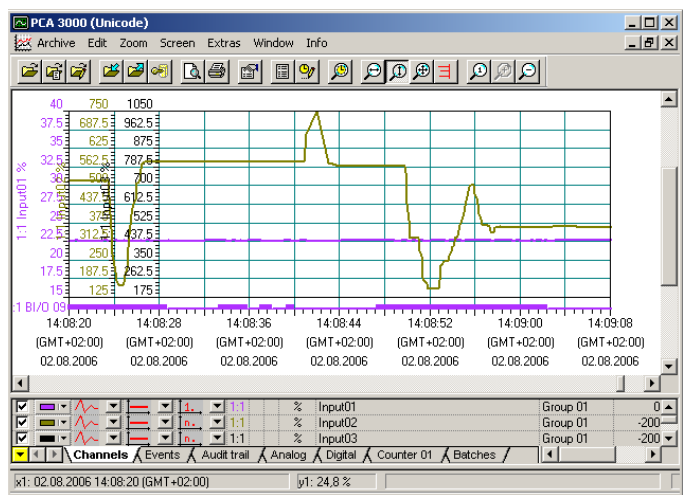 PCA 3000 (Unicode)
Archive Edit Zoom Screen Extras Window Info
40 750 1050
37.5 687.5 962.5
35 625 875
32.5 562.5 787.5
30 500 700
27.5 437.5 612.5
25 375 525
22.5 312.5 437.5
20 250 350
17.5 187.5 262.5
15 125 175
1:1 Input01 %
:1 BI/O 09
14:08:20 14:08:28 14:08:36 14:08:44 14:08:52 14:09:00 14:09:08
(GMT+02:00) (GMT+02:00) (GMT+02:00) (GMT+02:00) (GMT+02:00) (GMT+02:00) (GMT+02:00)
02.08.2006 02.08.2006 02.08.2006 02.08.2006 02.08.2006 02.08.2006 02.08.2006
1. 1:1 % Input01 Group 01 0
n.. 1:1 % Input02 Group 01 -200
n.. 1:1 % Input03 Group 01 -200
Channels Events Audit trail Analog Digital Counter 01 Batches
x1: 02.08.2006 14:08:20 (GMT+02:00) y1: 24,8 %